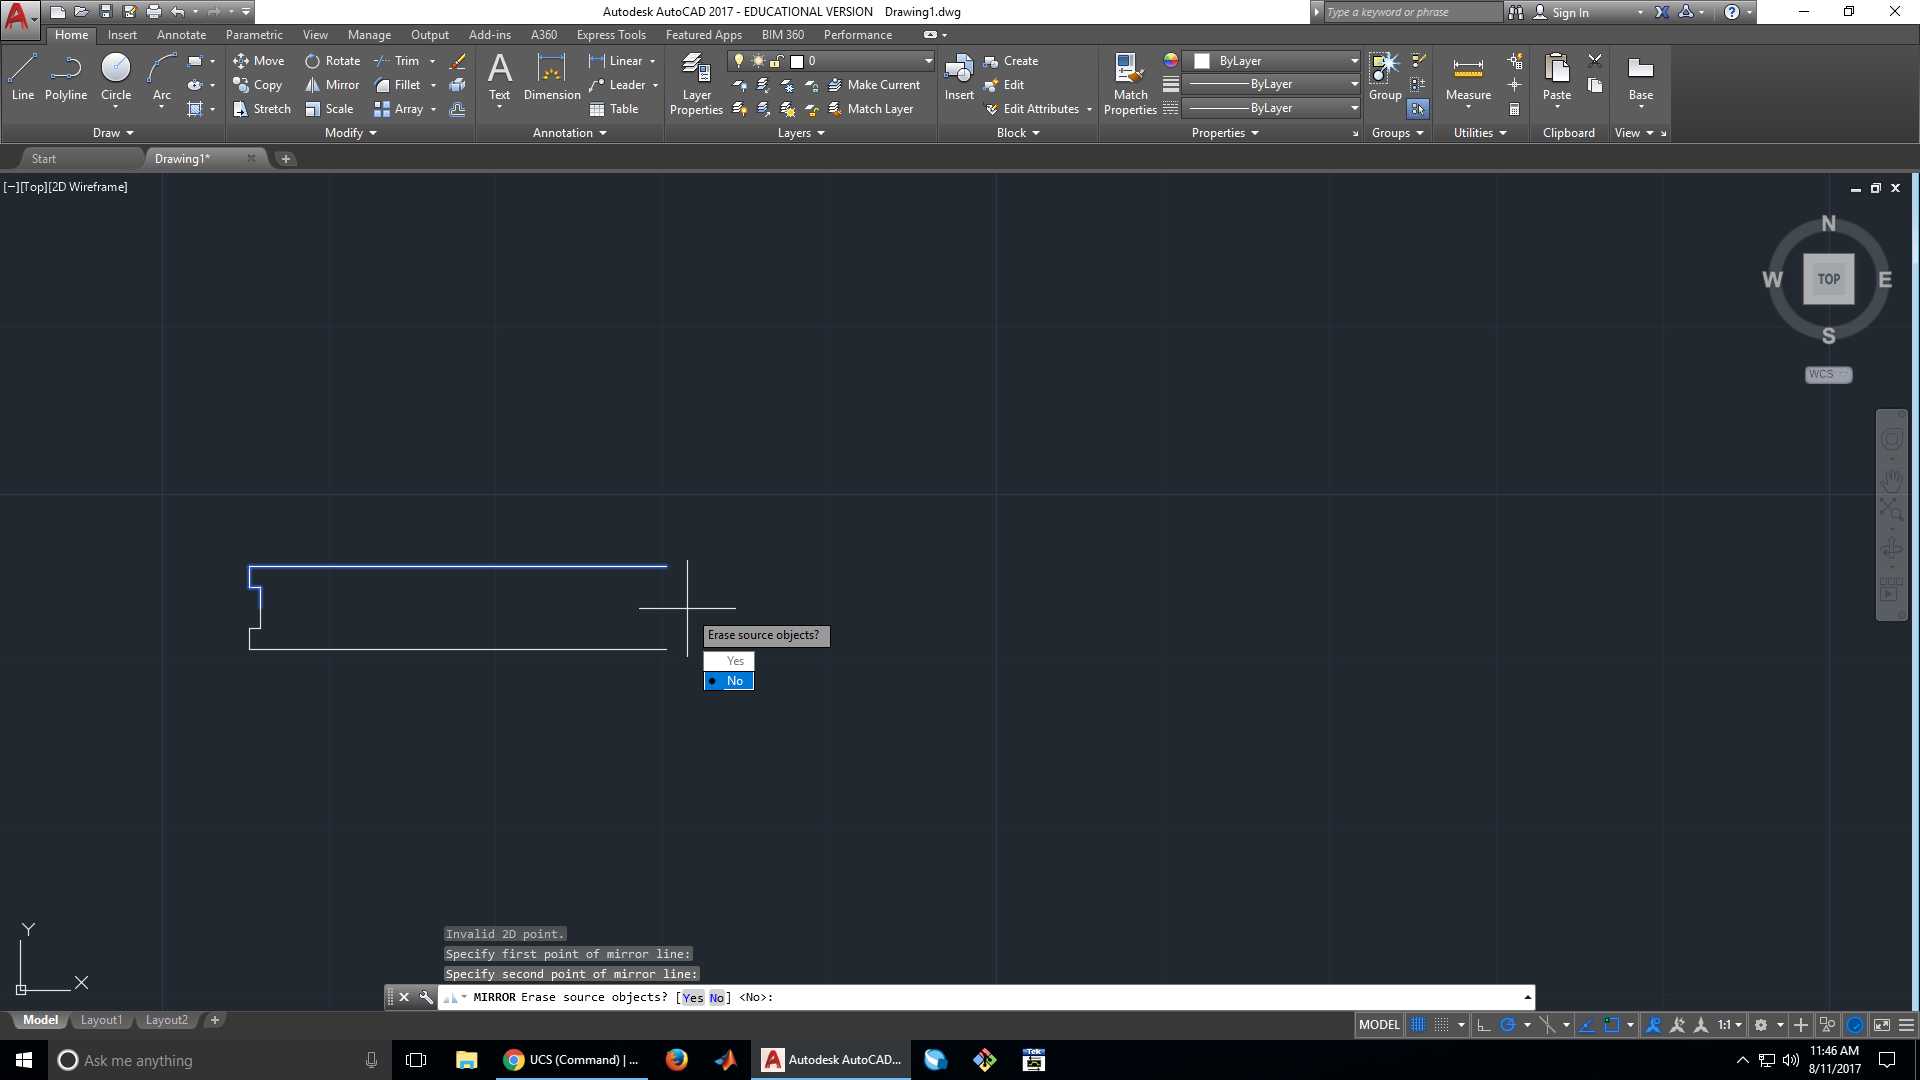 Autodesk AutoCAD 2017 - EDUCATIONAL VERSION Drawing1.dwg
Type a keyword or phrase
Sign In
Home Insert Annotate Parametric View Manage Output Add-ins A360 Express Tools Featured Apps BIM 360 Performance
Line
Polyline
Circle
Arc
Draw
Move
Rotate
Trim
Copy
Mirror
Fillet
Stretch
Scale
Array
Modify
Text
Dimension
Linear
Leader
Table
Annotation
Layer
Properties
0
Make Current
Match Layer
Layers
Insert
Create
Edit
Edit Attributes
Block
Match
Properties
ByLayer
ByLayer
ByLayer
Properties
Group
Groups
Measure
Utilities
Paste
Clipboard
Base
View
Start
Drawing1*
[−][Top][2D Wireframe]
N
W
TOP
E
S
WCS
Erase source objects?
Yes
No
Y
X
Invalid 2D point.
Specify first point of mirror line:
Specify second point of mirror line:
MIRROR Erase source objects? [Yes No] <No>:
Model Layout1 Layout2
MODEL
1:1
Ask me anything
UCS (Command) | ...
Autodesk AutoCAD...
Tek
11:46 AM
8/11/2017